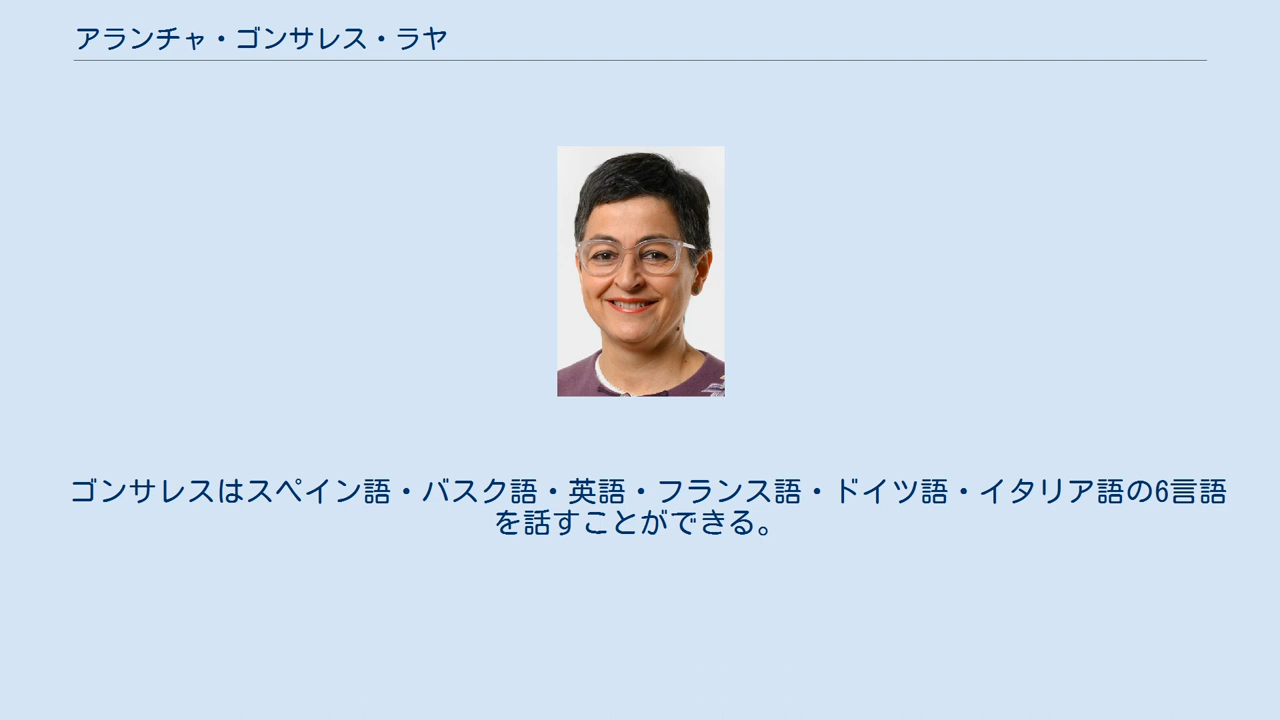 アランチャ・ゴンサレス・ラヤ
ゴンサレスはスペイン語・バスク語・英語・フランス語・ドイツ語・イタリア語の6言語
を話すことができる。